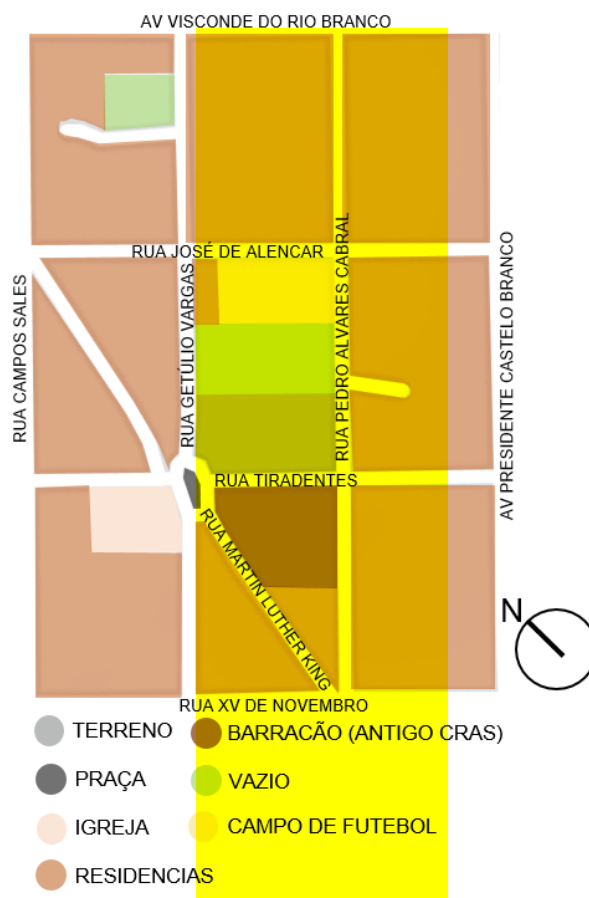 AV VISCONDE DO RIO BRANCO
RUA JOSÉ DE ALENCAR
RUA CAMPOS SALES
RUA GETÚLIO VARGAS
RUA PEDRO ALVARES CABRAL
AV PRESIDENTE CASTELO BRANCO
RUA TIRADENTES
RUA MARTIN LUTHER KING
N
RUA XV DE NOVEMBRO
TERRENO
BARRACÃO (ANTIGO CRAS)
PRAÇA
VAZIO
IGREJA
CAMPO DE FUTEBOL
RESIDENCIAS